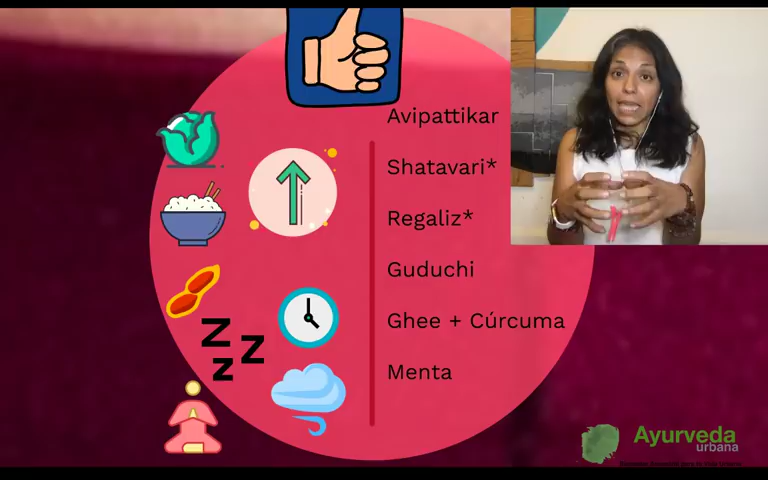 Avipattikar
Shatavari*
Regaliz*
Guduchi
Ghee + Cúrcuma
Menta
Z
Z
Z
Ayurveda
urbana